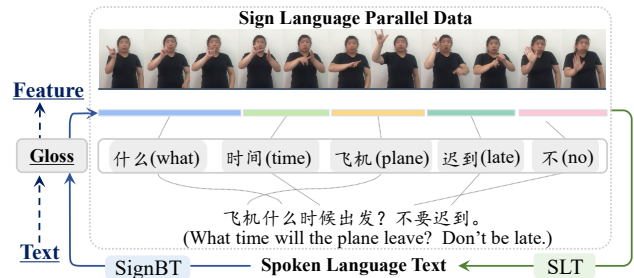 Sign Language Parallel Data
Feature
Gloss
什么(what) 时间(time) 飞机(plane) 迟到(late) 不(no)
飞机什么时候出发？不要迟到。
(What time will the plane leave? Don't be late.)
Text
SignBT Spoken Language Text SLT